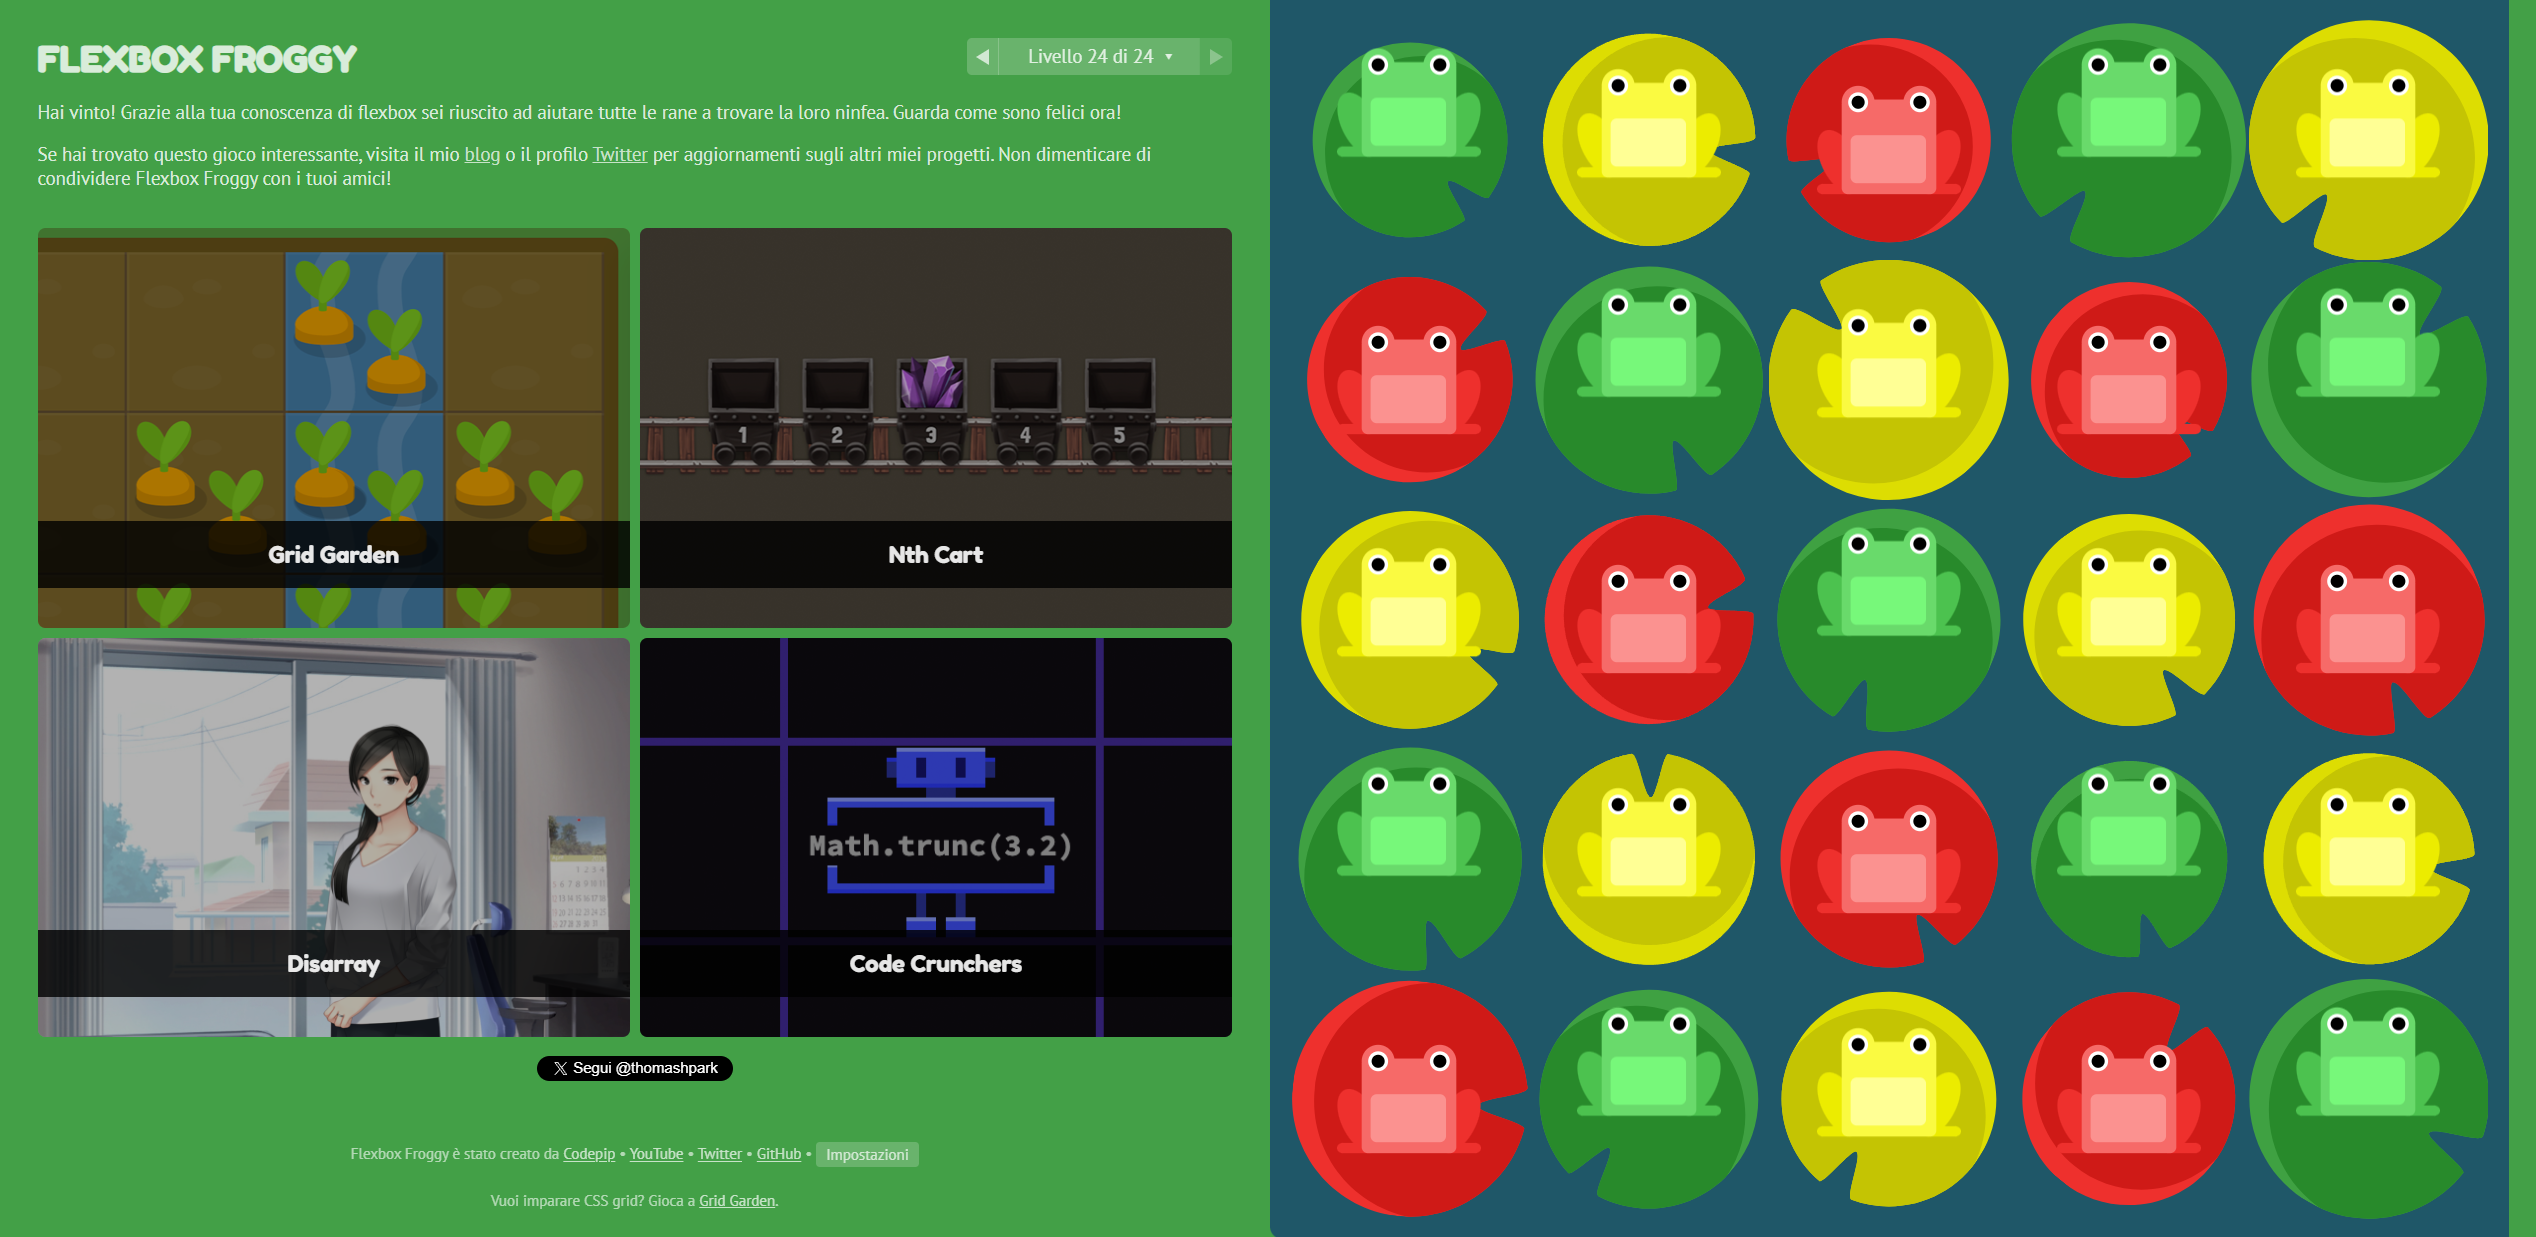 FLEXBOX FROGGY
Livello 24 di 24
Hai vinto! Grazie alla tua conoscenza di flexbox sei riuscito ad aiutare tutte le rane a trovare la loro ninfea. Guarda come sono felici ora!
Se hai trovato questo gioco interessante, visita il mio blog o il profilo Twitter per aggiornamenti sugli altri miei progetti. Non dimenticare di
condividere Flexbox Froggy con i tuoi amici!
Grid Garden
1 2 3 4 5
Nth Cart
Disarray
Math.trunc(3.2)
Code Crunchers
Segui @thomashpark
Flexbox Froggy è stato creato da Codepip • YouTube • Twitter • GitHub • Impostazioni
Vuoi imparare CSS grid? Gioca a Grid Garden.